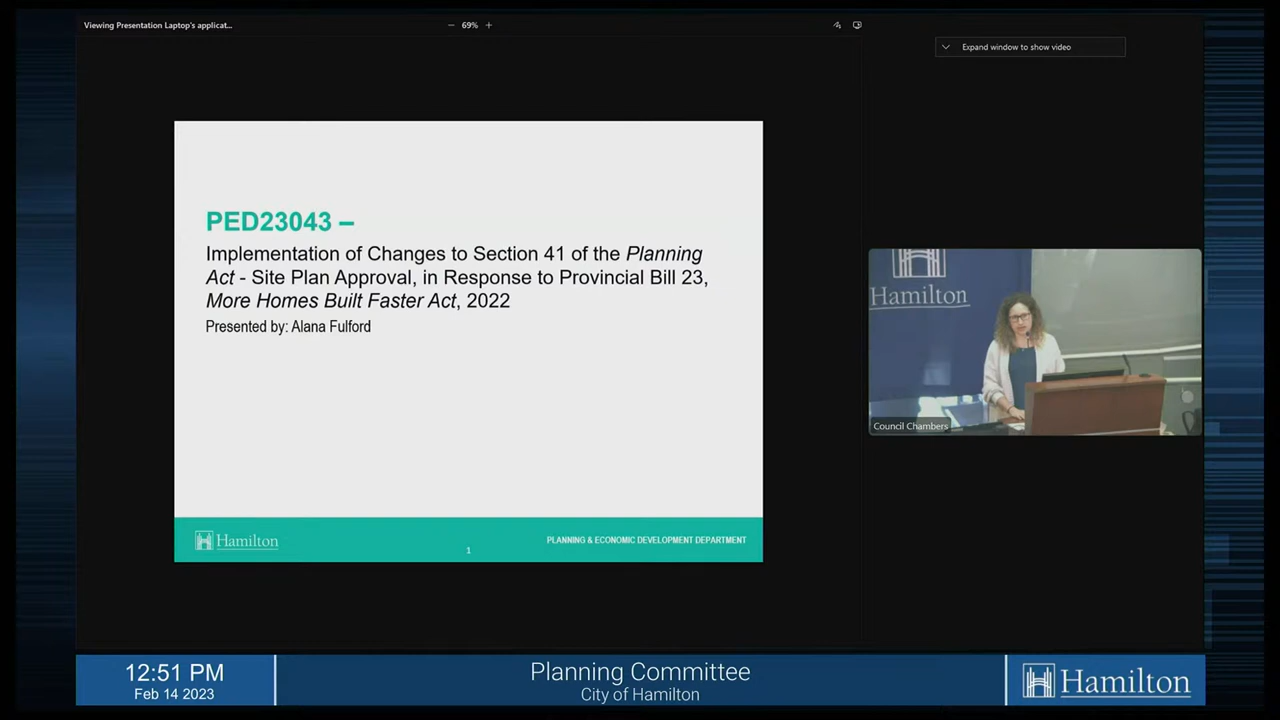 Viewing Presentation Laptop's applicat...
69%
Expand window to show video
PED23043 –
Implementation of Changes to Section 41 of the Planning
Act - Site Plan Approval, in Response to Provincial Bill 23,
More Homes Built Faster Act, 2022
Presented by: Alana Fulford
Hamilton
Council Chambers
Hamilton
1
PLANNING & ECONOMIC DEVELOPMENT DEPARTMENT
12:51 PM
Feb 14 2023
Planning Committee
City of Hamilton
Hamilton